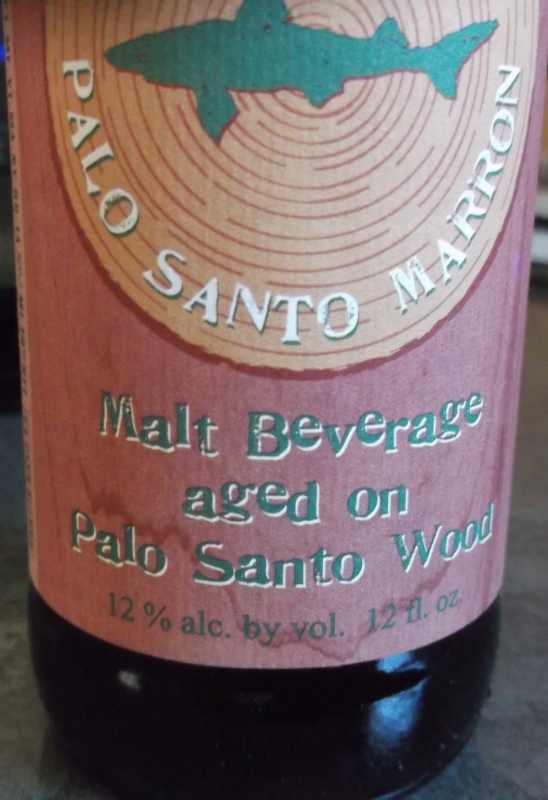 PALO SANTO MARRON
Malt Beverage
aged on
Palo Santo Wood
12 % alc. by vol. 12 fl. oz.